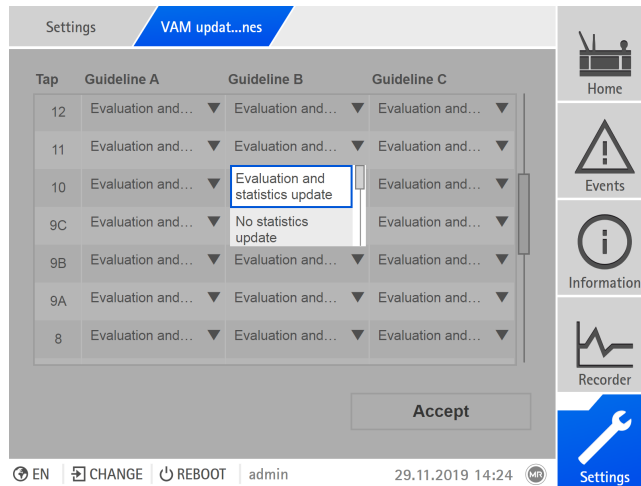 Settings
VAM updat...nes
Tap Guideline A Guideline B Guideline C
12 Evaluation and... Evaluation and... Evaluation and...
11 Evaluation and... Evaluation and... Evaluation and...
10 Evaluation and... Evaluation and statistics update Evaluation and...
9C Evaluation and... No statistics update Evaluation and...
9B Evaluation and... Evaluation and... Evaluation and...
9A Evaluation and... Evaluation and... Evaluation and...
8 Evaluation and... Evaluation and... Evaluation and...
Accept
Home
Events
Information
Recorder
Settings
EN CHANGE REBOOT admin 29.11.2019 14:24 MR